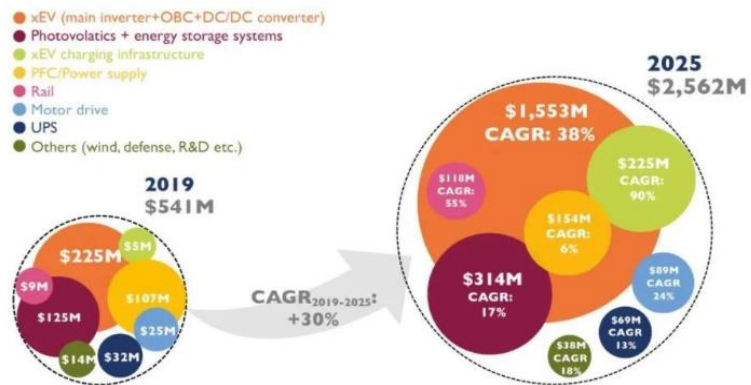 xEV (main inverter+OBC+DC/DC converter)
Photovolatics + energy storage systems
xEV charging infrastructure
PFC/Power supply
Rail
Motor drive
UPS
Others (wind, defense, R&D etc.)
2019
$541M
$225M
$5M
$9M
$107M
$125M
$25M
$14M
$32M
CAGR2019-2025:
+30%
2025
$2,562M
$1,553M
CAGR: 38%
$225M
CAGR:
90%
$118M
CAGR:
55%
$154M
CAGR:
6%
$314M
CAGR:
17%
$89M
CAGR
24%
$69M
CAGR
13%
$38M
CAGR
18%